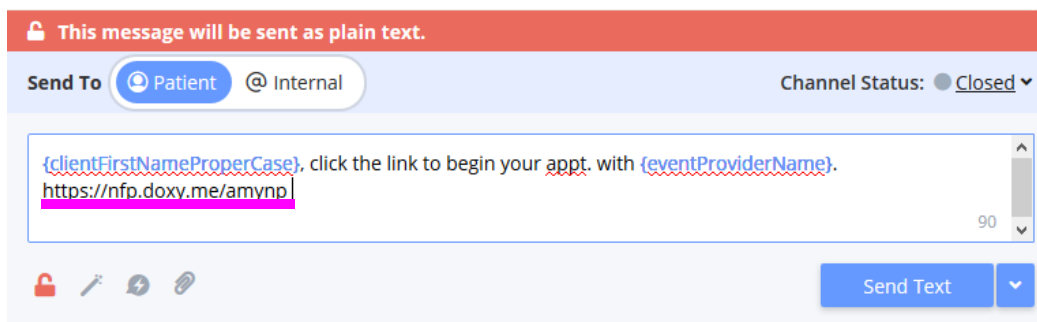 This message will be sent as plain text.
Send To Patient @ Internal Channel Status: Closed
{clientFirstNameProperCase}, click the link to begin your appt. with {eventProviderName}.
https://nfp.doxy.me/amynp
90
Send Text